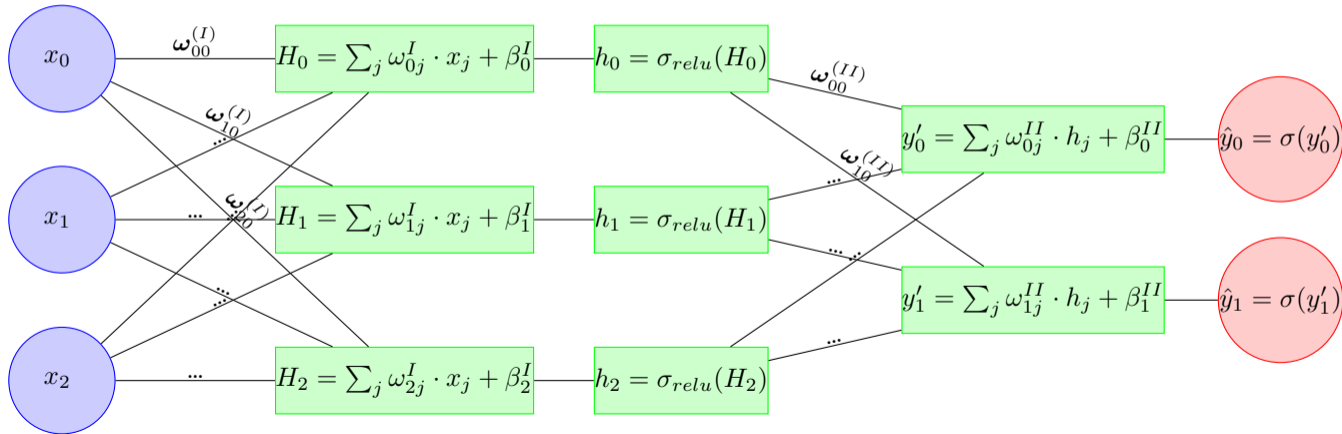 x_0
ω_{00}^{(I)}
H_0 = ∑_j ω_{0j}^I · x_j + β_0^I
h_0 = σ_{relu}(H_0)
ω_{00}^{(II)}
ω_{10}^{(I)}
...
y'_0 = ∑_j ω_{0j}^{II} · h_j + β_0^{II}
ŷ_0 = σ(y'_0)
ω_{10}^{(II)}
...
x_1
...
ω_{20}^{(I)}
...
H_1 = ∑_j ω_{1j}^I · x_j + β_1^I
h_1 = σ_{relu}(H_1)
...
...
...
...
y'_1 = ∑_j ω_{1j}^{II} · h_j + β_1^{II}
ŷ_1 = σ(y'_1)
...
x_2
...
H_2 = ∑_j ω_{2j}^I · x_j + β_2^I
h_2 = σ_{relu}(H_2)